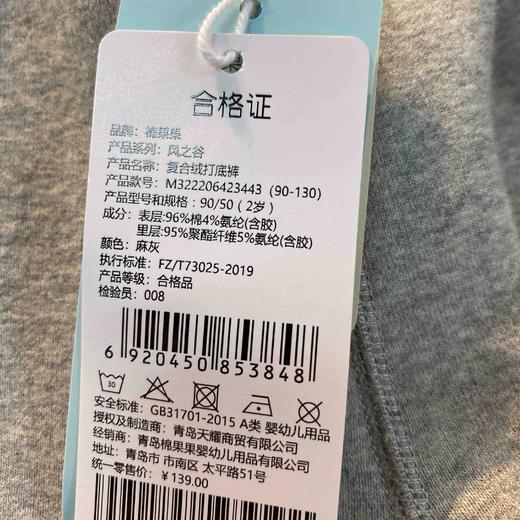 合格证
品牌：棉果果
产品系列：风之谷
产品名称：复合绒打底裤
产品款号：M322206423443（90-130）
产品型号和规格：90/50（2岁）
成分：表层:96%棉4%氨纶(含胶)
里层:95%聚酯纤维5%氨纶(含胶)
颜色：麻灰
执行标准：FZ/T73025-2019
产品等级：合格品
检验员：008
6 920450 853848
30
安全标准：GB31701-2015 A类 婴幼儿用品
授权及监制商：青岛天耀商贸有限公司
经销商：青岛棉果果婴幼儿用品有限公司
地址：青岛市 市南区 太平路51号
统一零售价：￥139.00